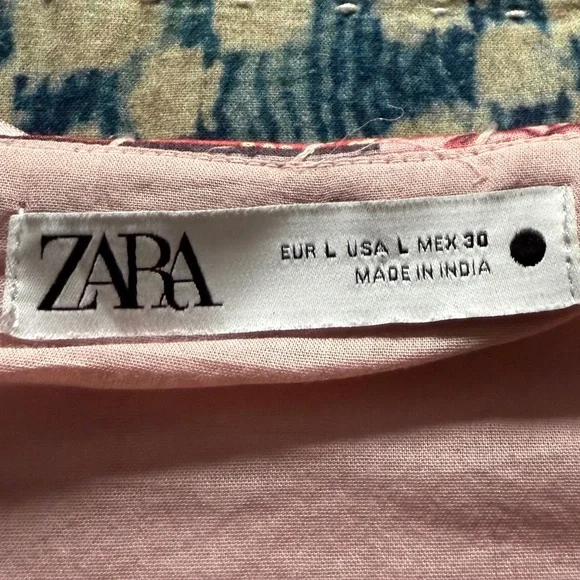 ZARA
EUR L USA L MEX 30
MADE IN INDIA